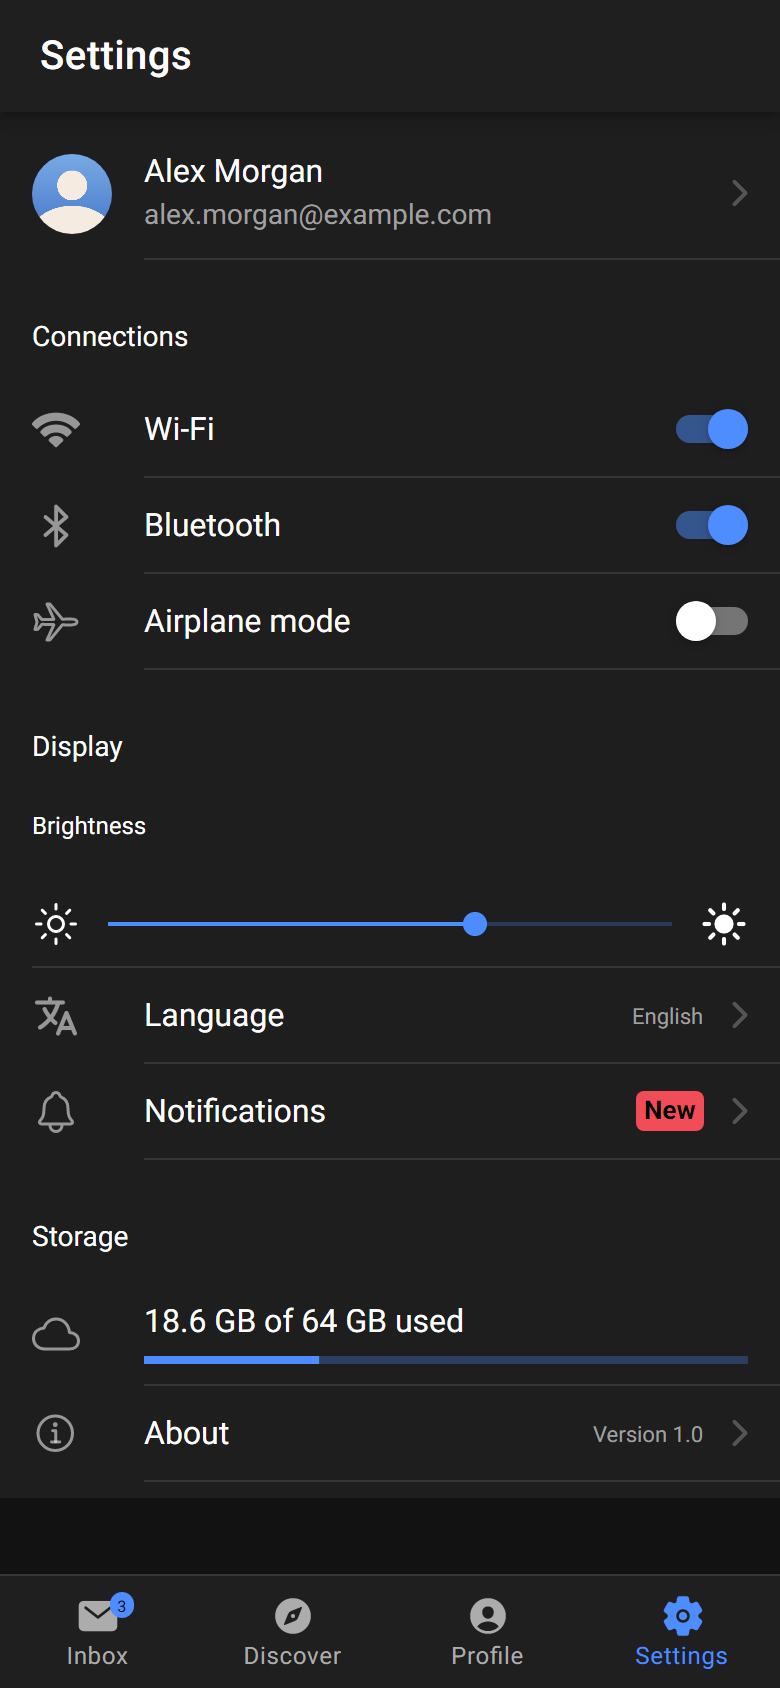 Settings
Alex Morgan
alex.morgan@example.com
Connections
Wi-Fi
Bluetooth
Airplane mode
Display
Brightness
Language English
Notifications New
Storage
18.6 GB of 64 GB used
About Version 1.0
3
Inbox Discover Profile Settings